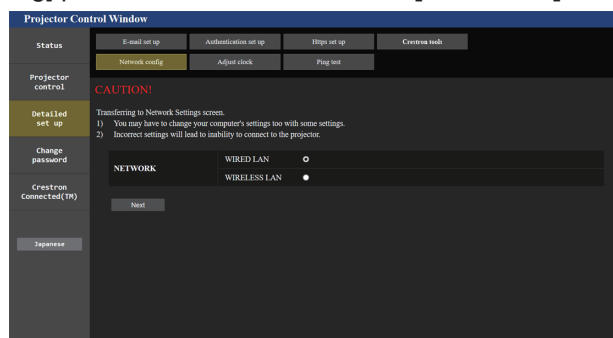 Projector Control Window
Status
Projector
control
Detailed
set up
Change
password
Crestron
Connected(TM)
Japanese
E-mail set up
Authentication set up
Https set up
Crestron tools
Network config
Adjust clock
Ping test
CAUTION!
Transferring to Network Settings screen.
1) You may have to change your computer's settings too with some settings.
2) Incorrect settings will lead to inability to connect to the projector.
NETWORK
WIRED LAN
WIRELESS LAN
Next